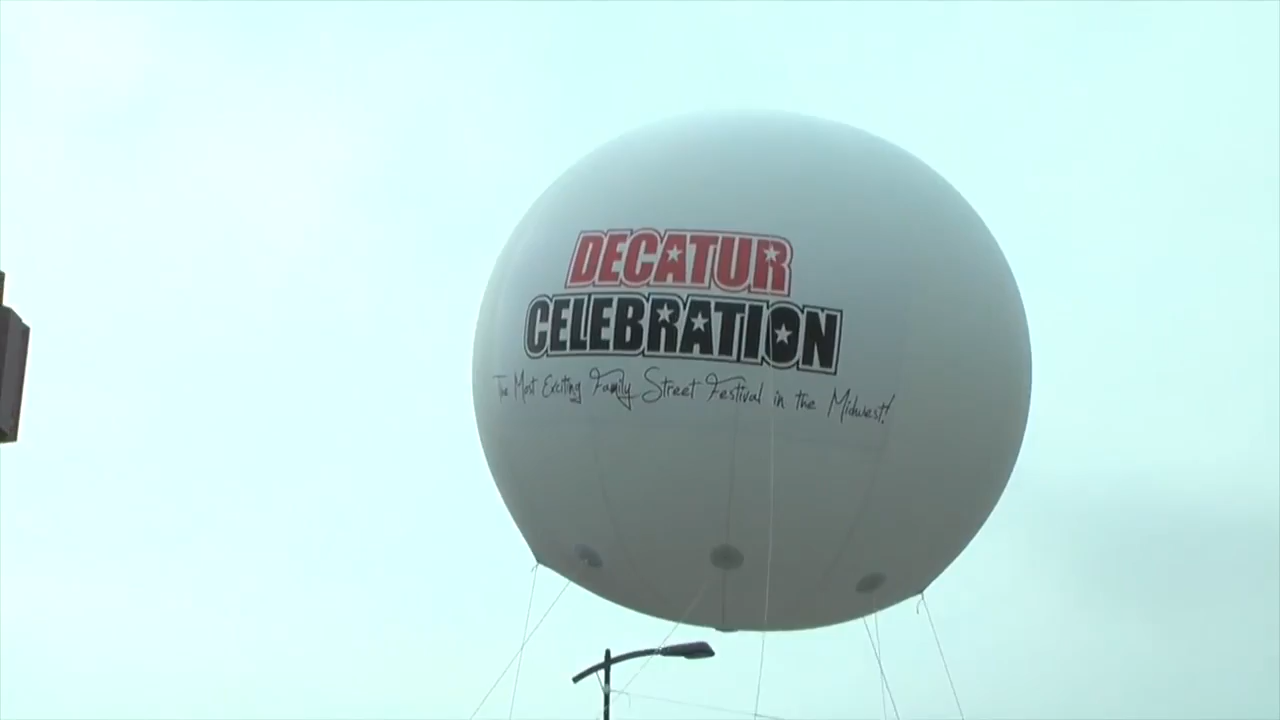 DECATUR
CELEBRATION
The Most Exciting Family Street Festival in the Midwest!